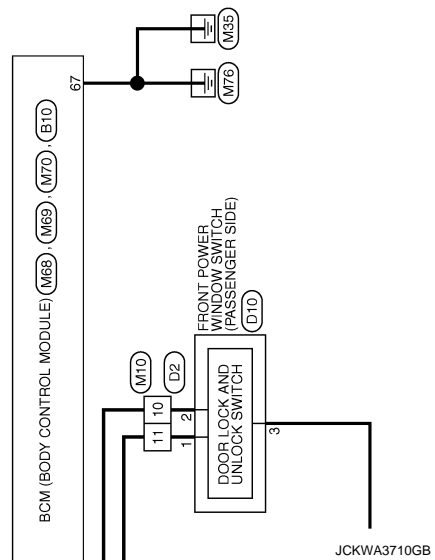 BCM (BODY CONTROL MODULE) M68 , M69 , M70 , B10
67
M35
M76
FRONT POWER
WINDOW SWITCH
(PASSENGER SIDE)
D10
M10
D2
11 10
1 2
DOOR LOCK AND
UNLOCK SWITCH
3
JCKWA3710GB